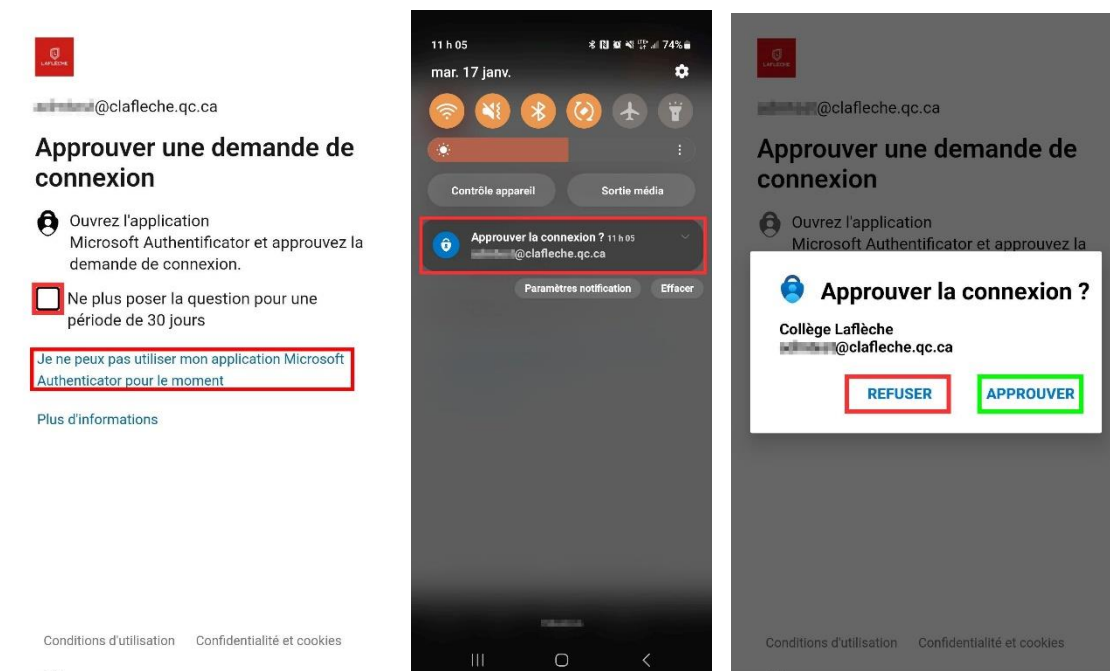 LAFLÈCHE
@clafleche.qc.ca
Approuver une demande de
connexion
Ouvrez l'application
Microsoft Authentificator et approuvez la
demande de connexion.
Ne plus poser la question pour une
période de 30 jours
Je ne peux pas utiliser mon application Microsoft
Authenticator pour le moment
Plus d'informations
Conditions d'utilisation Confidentialité et cookies
11 h 05 74%
mar. 17 janv.
Contrôle appareil Sortie média
Approuver la connexion ? 11 h 05
@clafleche.qc.ca
Paramètres notification Effacer
LAFLÈCHE
@clafleche.qc.ca
Approuver une demande de
connexion
Ouvrez l'application
Microsoft Authentificator et approuvez la
Approuver la connexion ?
Collège Laflèche
@clafleche.qc.ca
REFUSER APPROUVER
Conditions d'utilisation Confidentialité et cookies